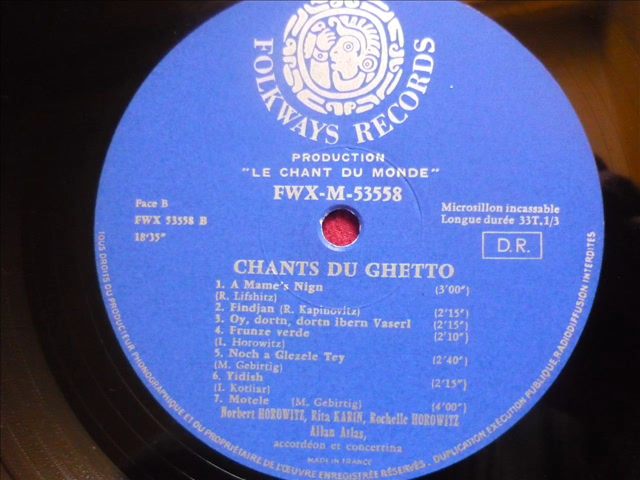 FOLKWAYS RECORDS
PRODUCTION
"LE CHANT DU MONDE"
FWX-M-53558
Face B
FWX 53558 B
18'35"
Microsillon incassable
Longue durée 33T,1/3
D.R.
CHANTS DU GHETTO
1. A Mame's Nign (3'00")
(R. Lifshitz)
2. Findjan (R. Kapinovitz) (2'15")
3. Oy, dortn, dortn ibern Vaserl (2'15")
4. Frunze verde (2'10")
(I. Horowitz)
5. Noch a Glezele Tey (2'40")
(M. Gebirtig)
6. Yidish (2'15")
(I. Kotliar)
7. Motele (M. Gebirtig) (4'00")
Norbert HOROWITZ, Rita KARIN, Rochelle HOROWITZ
Allan Atlas,
accordéon et concertina
MADE IN FRANCE
TOUS DROITS DU PRODUCTEUR PHONOGRAPHIQUE ET DU PROPRIÉTAIRE DE L'ŒUVRE ENREGISTRÉE RÉSERVÉS. DUPLICATION EXÉCUTION PUBLIQUE, RADIODIFFUSION INTERDITES